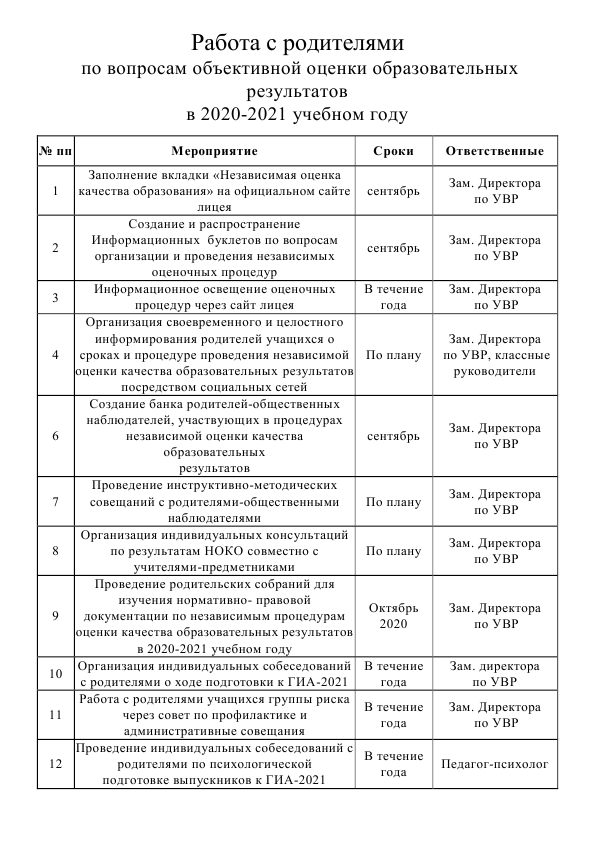 Работа с родителями
по вопросам объективной оценки образовательных
результатов
в 2020-2021 учебном году
№ пп Мероприятие Сроки Ответственные
1 Заполнение вкладки «Независимая оценка качества образования» на официальном сайте лицея сентябрь Зам. Директора по УВР
2 Создание и распространение Информационных буклетов по вопросам организации и проведения независимых оценочных процедур сентябрь Зам. Директора по УВР
3 Информационное освещение оценочных процедур через сайт лицея В течение года Зам. Директора по УВР
4 Организация своевременного и целостного информирования родителей учащихся о сроках и процедуре проведения независимой оценки качества образовательных результатов посредством социальных сетей По плану Зам. Директора по УВР, классные руководители
6 Создание банка родителей-общественных наблюдателей, участвующих в процедурах независимой оценки качества образовательных результатов сентябрь Зам. Директора по УВР
7 Проведение инструктивно-методических совещаний с родителями-общественными наблюдателями По плану Зам. Директора по УВР
8 Организация индивидуальных консультаций по результатам НОКО совместно с учителями-предметниками По плану Зам. Директора по УВР
9 Проведение родительских собраний для изучения нормативно- правовой документации по независимым процедурам оценки качества образовательных результатов в 2020-2021 учебном году Октябрь 2020 Зам. Директора по УВР
10 Организация индивидуальных собеседований с родителями о ходе подготовки к ГИА-2021 В течение года Зам. директора по УВР
11 Работа с родителями учащихся группы риска через совет по профилактике и административные совещания В течение года Зам. Директора по УВР
12 Проведение индивидуальных собеседований с родителями по психологической подготовке выпускников к ГИА-2021 В течение года Педагог-психолог